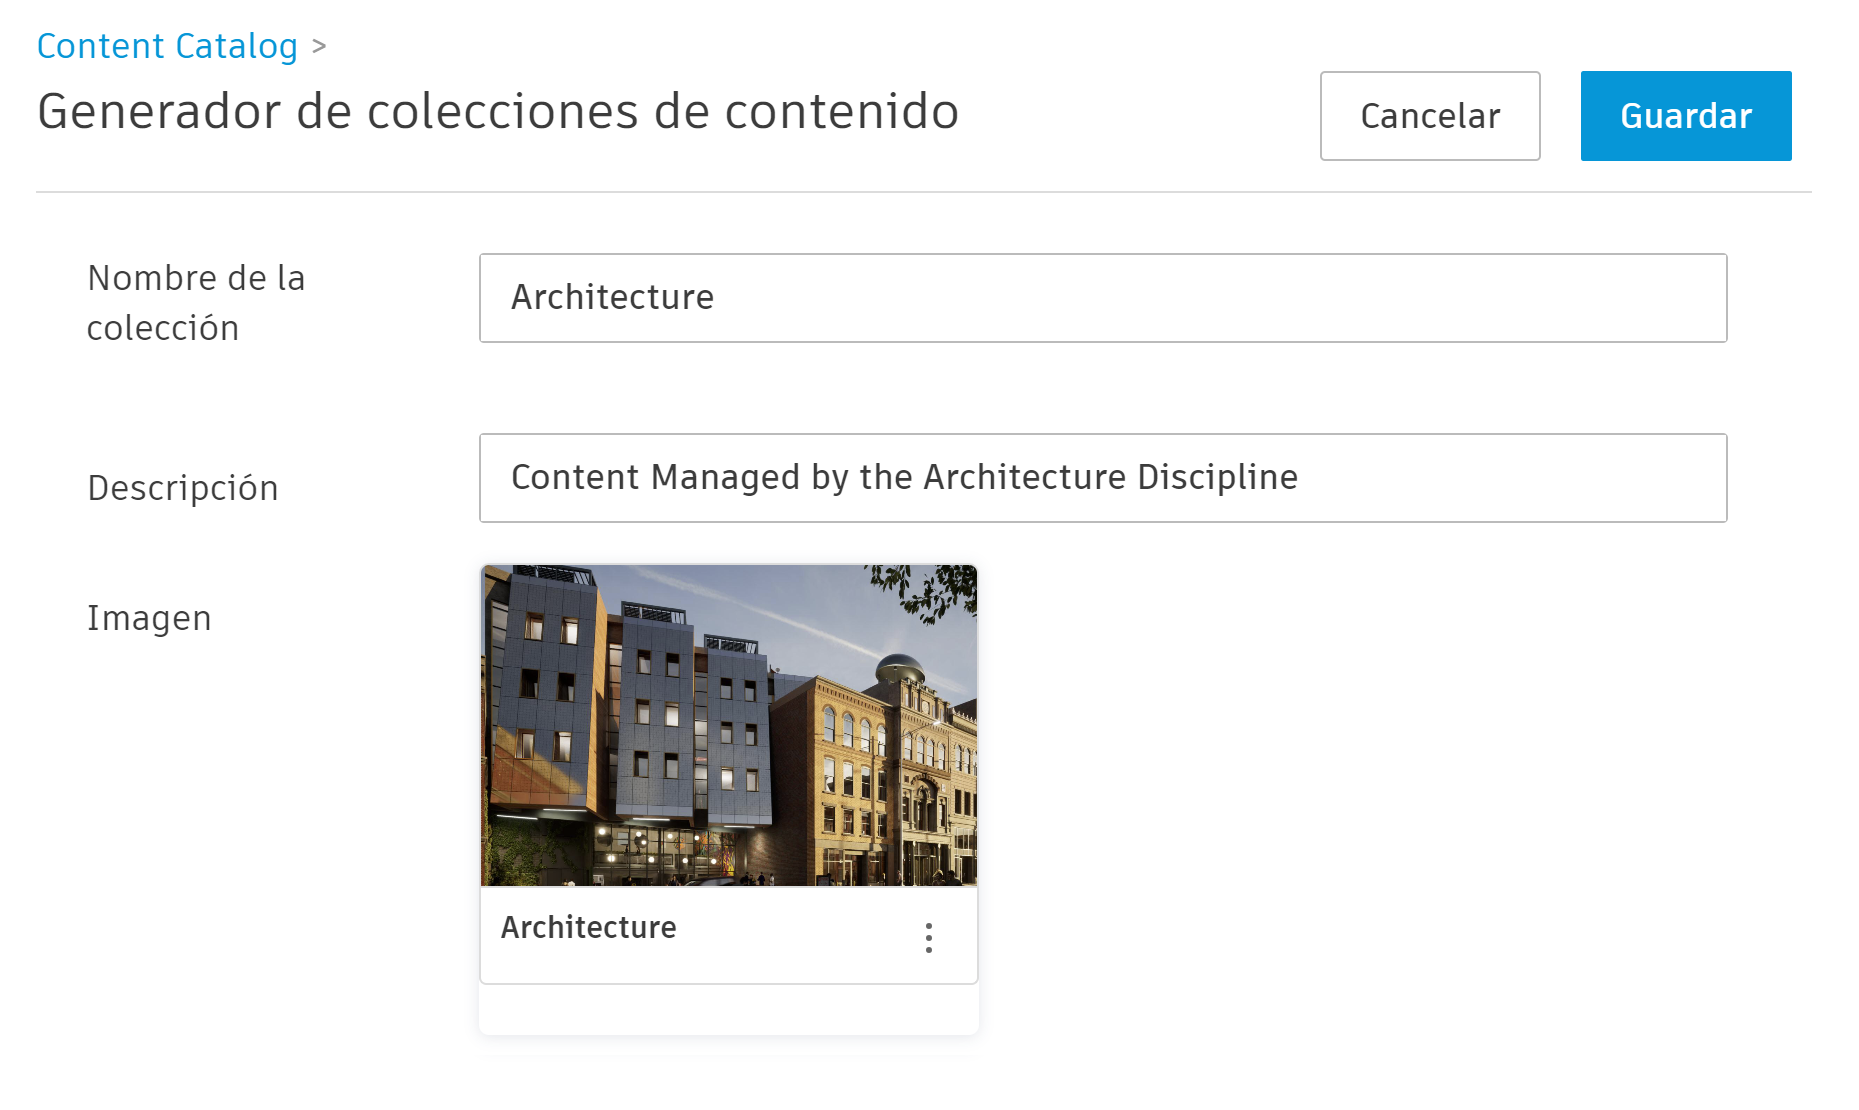 Content Catalog >
Generador de colecciones de contenido
Cancelar
Guardar
Nombre de la
colección
Architecture
Descripción
Content Managed by the Architecture Discipline
Imagen
Architecture